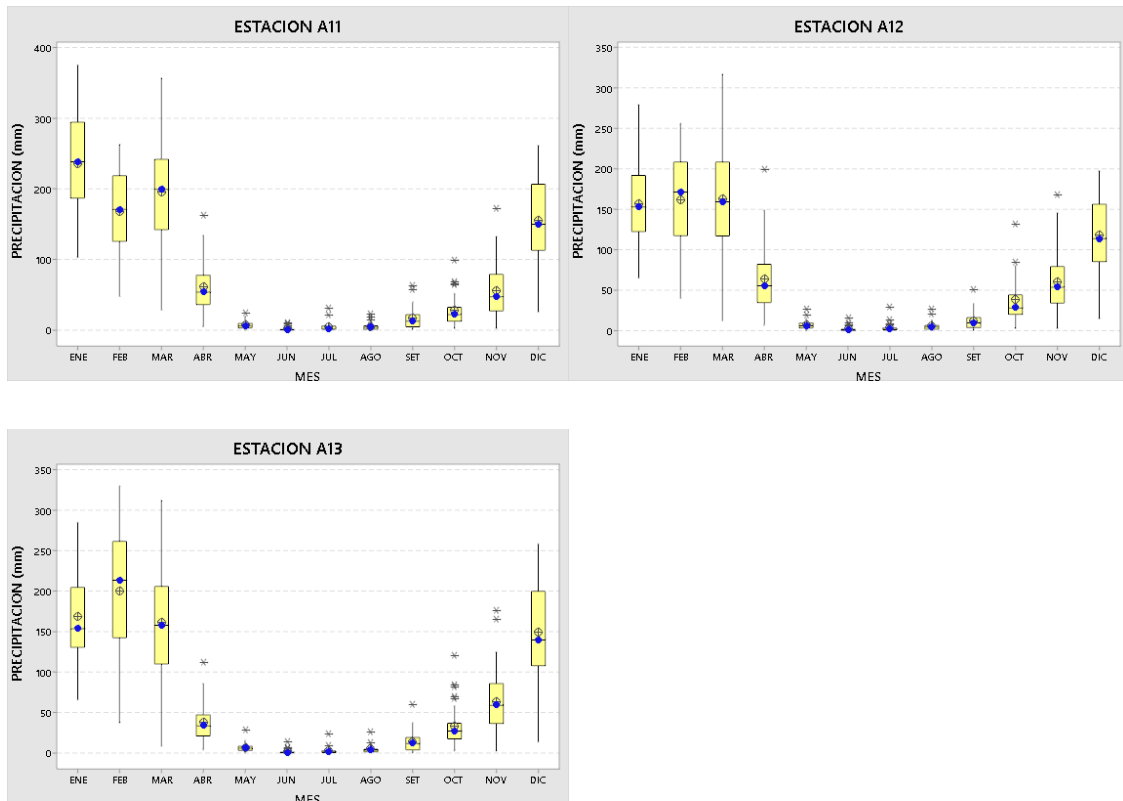 ESTACION A11
PRECIPITACION (mm)
400
300
200
100
0
ENE FEB MAR ABR MAY JUN JUL AGO SET OCT NOV DIC
MES
ESTACION A12
PRECIPITACION (mm)
350
300
250
200
150
100
50
0
ENE FEB MAR ABR MAY JUN JUL AGO SET OCT NOV DIC
MES
ESTACION A13
PRECIPITACION (mm)
350
300
250
200
150
100
50
0
ENE FEB MAR ABR MAY JUN JUL AGO SET OCT NOV DIC
MES